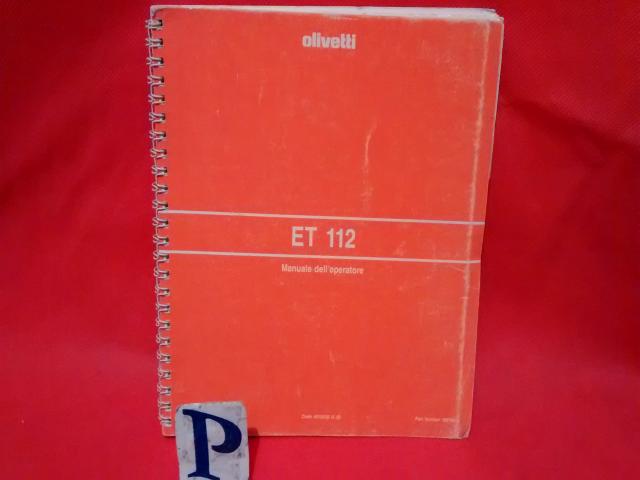 olivetti
ET 112
Manuale dell'operatore
P